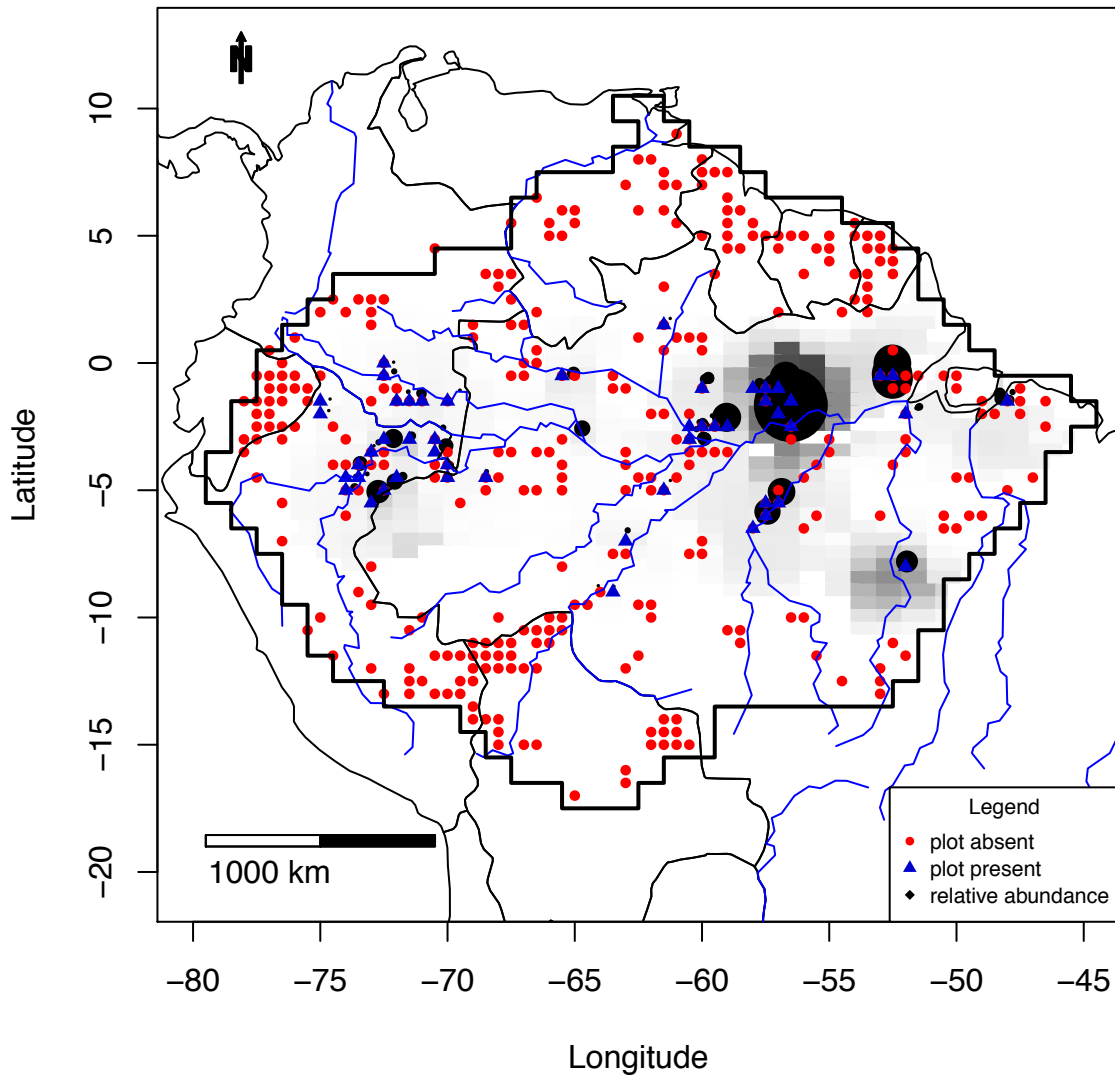 N
10
5
0
−5
−10
−15
−20
Latitude
1000 km
Legend
plot absent
plot present
relative abundance
−80 −75 −70 −65 −60 −55 −50 −45
Longitude